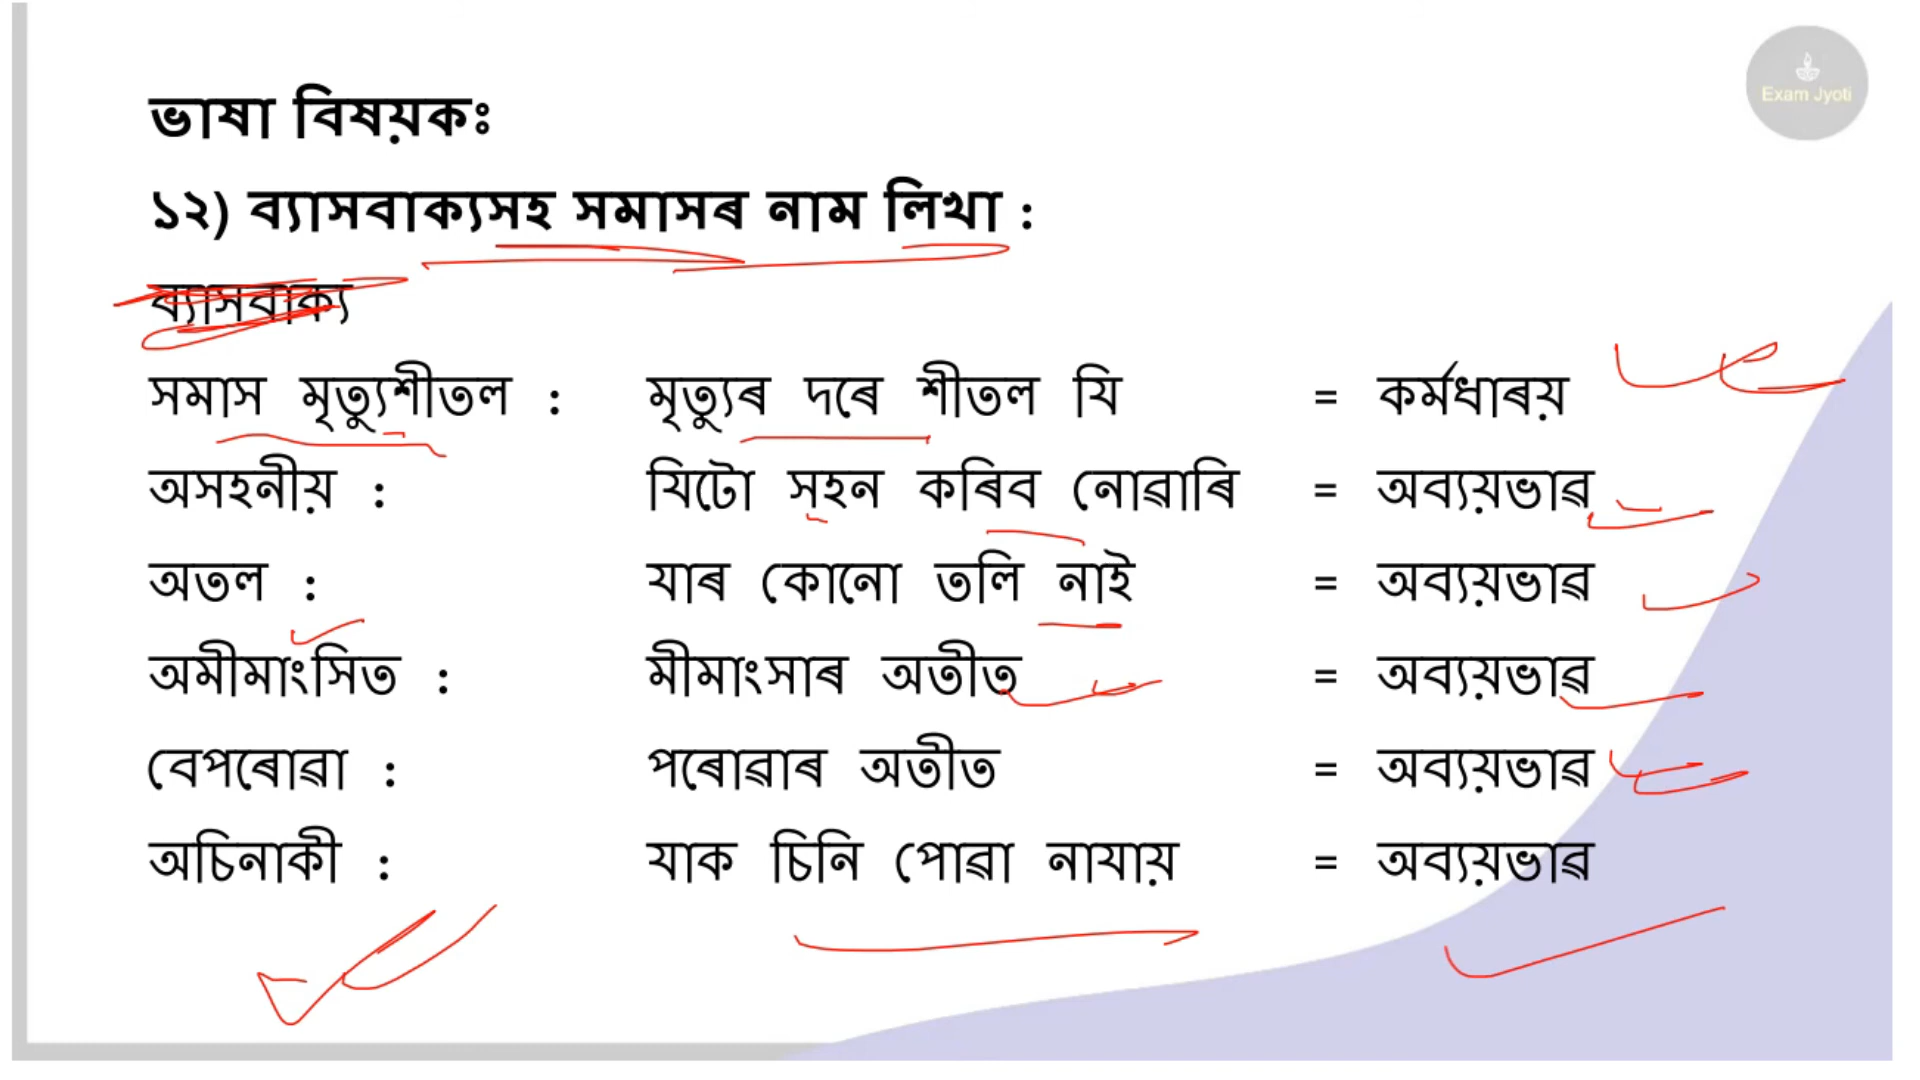 Exam Jyoti
ভাষা বিষয়কঃ
১২) ব্যাসবাক্যসহ সমাসৰ নাম লিখা :
ব্যাসবাক্য
সমাস মৃত্যুশীতল : মৃত্যুৰ দৰে শীতল যি = কৰ্মধাৰয়
অসহনীয় : যিটো সহন কৰিব নোৱাৰি = অব্যয়ভাৱ
অতল : যাৰ কোনো তলি নাই = অব্যয়ভাৱ
অমীমাংসিত : মীমাংসাৰ অতীত = অব্যয়ভাৱ
বেপৰোৱা : পৰোৱাৰ অতীত = অব্যয়ভাৱ
অচিনাকী : যাক চিনি পোৱা নাযায় = অব্যয়ভাৱ